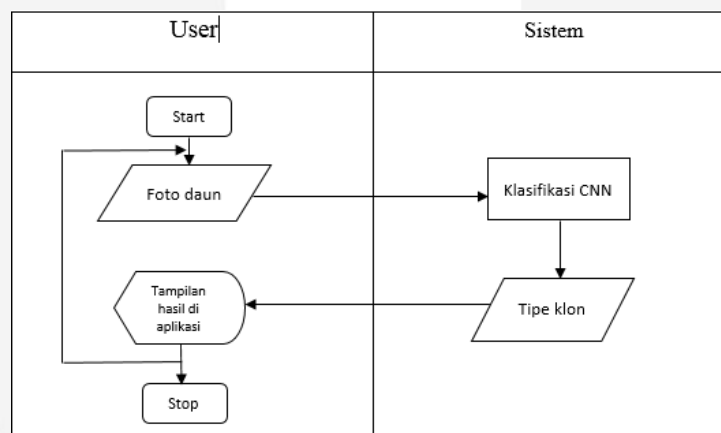 User
Sistem
Start
Foto daun
Klasifikasi CNN
Tampilan
hasil di
aplikasi
Tipe klon
Stop